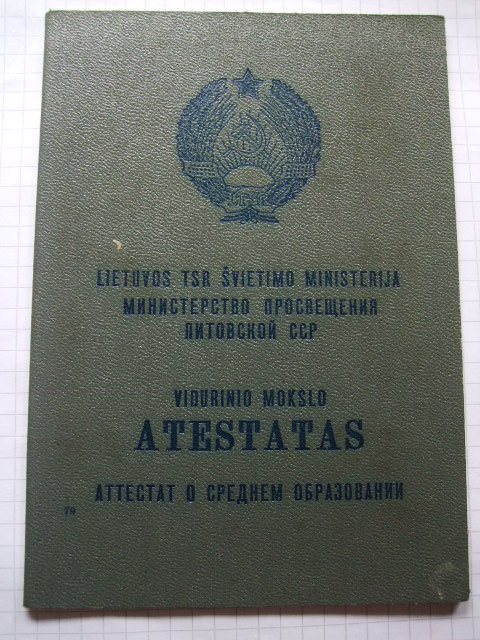 LIETUVOS TSR ŠVIETIMO MINISTERIJA
МИНИСТЕРСТВО ПРОСВЕЩЕНИЯ
ЛИТОВСКОЙ ССР
VIDURINIO MOKSLO
ATESTATAS
АТТЕСТАТ О СРЕДНЕМ ОБРАЗОВАНИИ
79